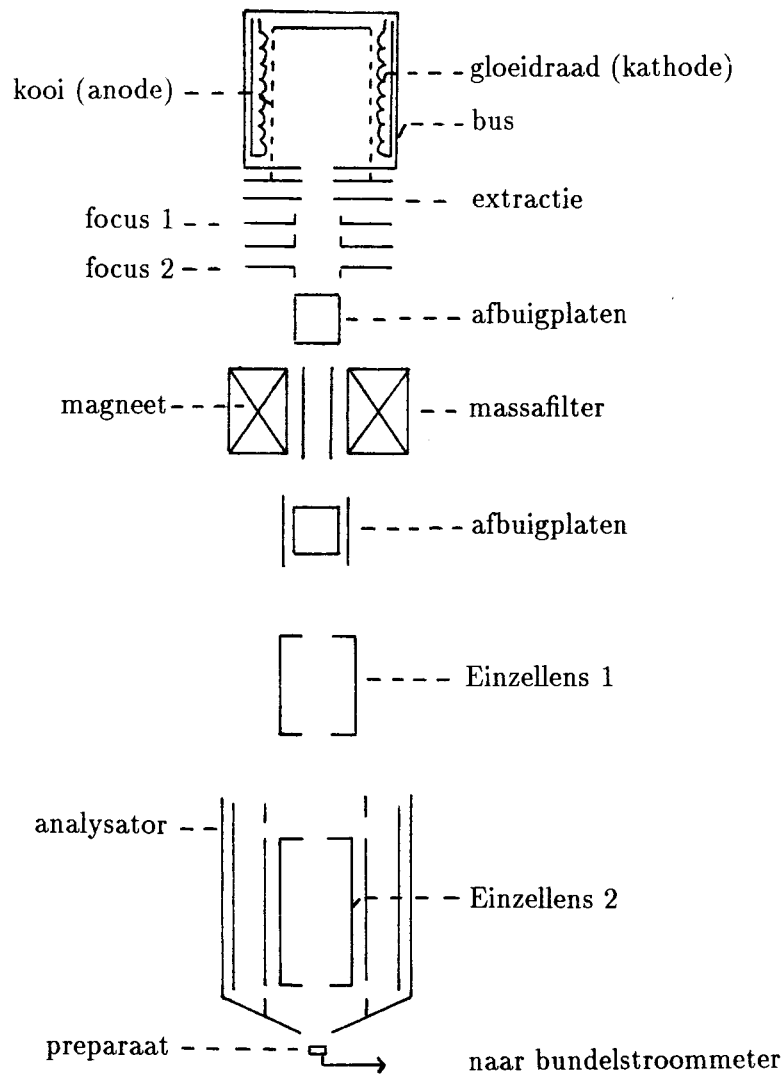 gloeidraad (kathode)
kooi (anode)
bus
extractie
focus 1
focus 2
afbuigplaten
magneet
massafilter
afbuigplaten
Einzellens 1
analysator
Einzellens 2
preparaat
naar bundelstroommeter